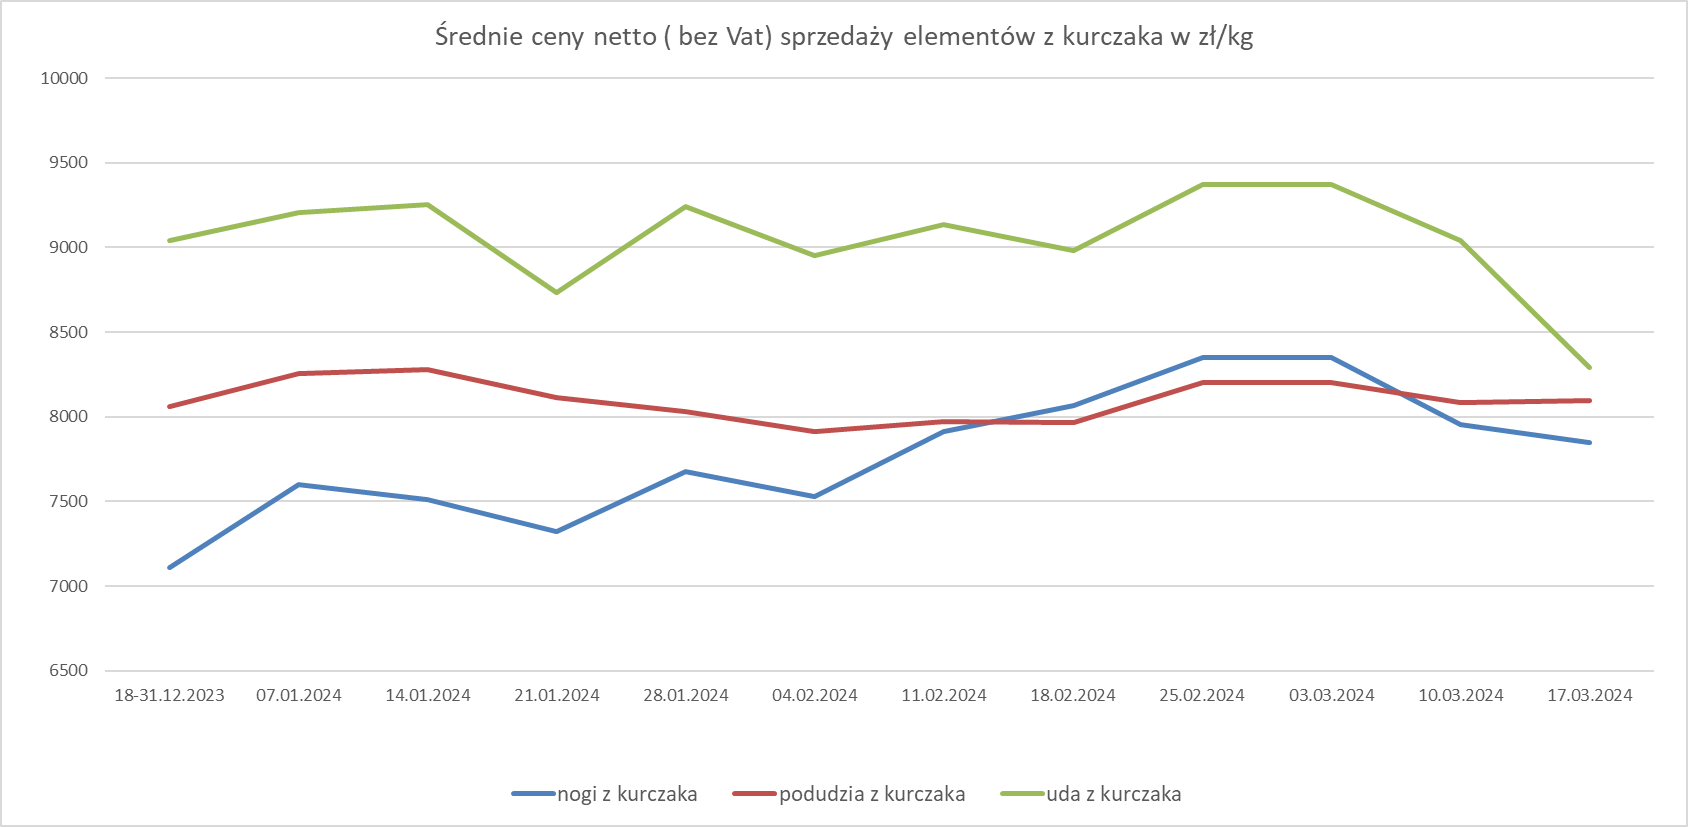 Średnie ceny netto ( bez Vat) sprzedaży elementów z kurczaka w zł/kg
10000
9500
9000
8500
8000
7500
7000
6500
18-31.12.2023 07.01.2024 14.01.2024 21.01.2024 28.01.2024 04.02.2024 11.02.2024 18.02.2024 25.02.2024 03.03.2024 10.03.2024 17.03.2024
nogi z kurczaka podudzia z kurczaka uda z kurczaka